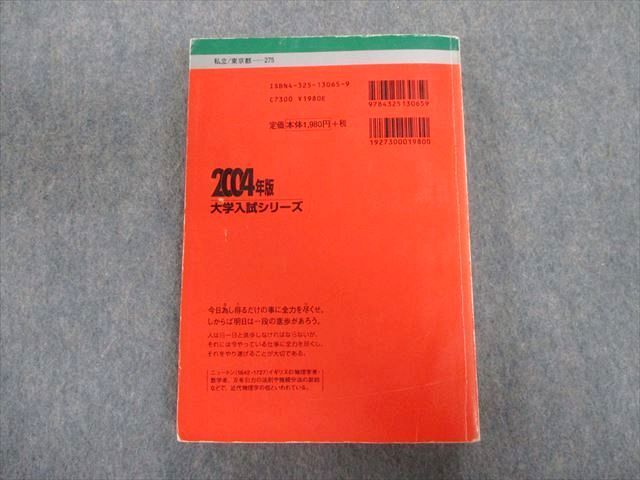 私立/東京都──275
ISBN4-325-13065-9
C7300 ¥1980E
定価 本体1,980円+税
9784325130659
1927300019800
2004年版
大学入試シリーズ
今日為し得るだけの事に全力を尽くせ。
しからば明日は一段の進歩があろう。
人は日一日と進歩しなければならないが、
それには今やっている仕事に全力を尽くし、
それをやり遂げることが大切である。
ニュートン(1642-1727)イギリスの物理学者・
数学者。万有引力の法則や微積分法の創始
などで、近代物理学の祖といわれている。